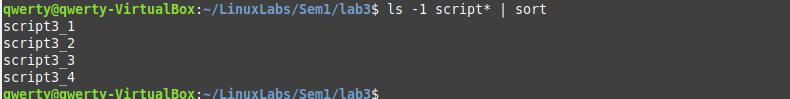 qwerty@qwerty-VirtualBox:~/LinuxLabs/Sem1/lab3$ ls -1 script* | sort
script3_1
script3_2
script3_3
script3_4
qwerty@qwerty-VirtualBox:~/LinuxLabs/Sem1/lab3$